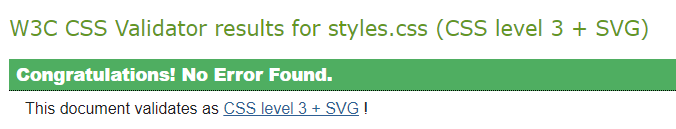 W3C CSS Validator results for styles.css (CSS level 3 + SVG)
Congratulations! No Error Found.
This document validates as CSS level 3 + SVG !